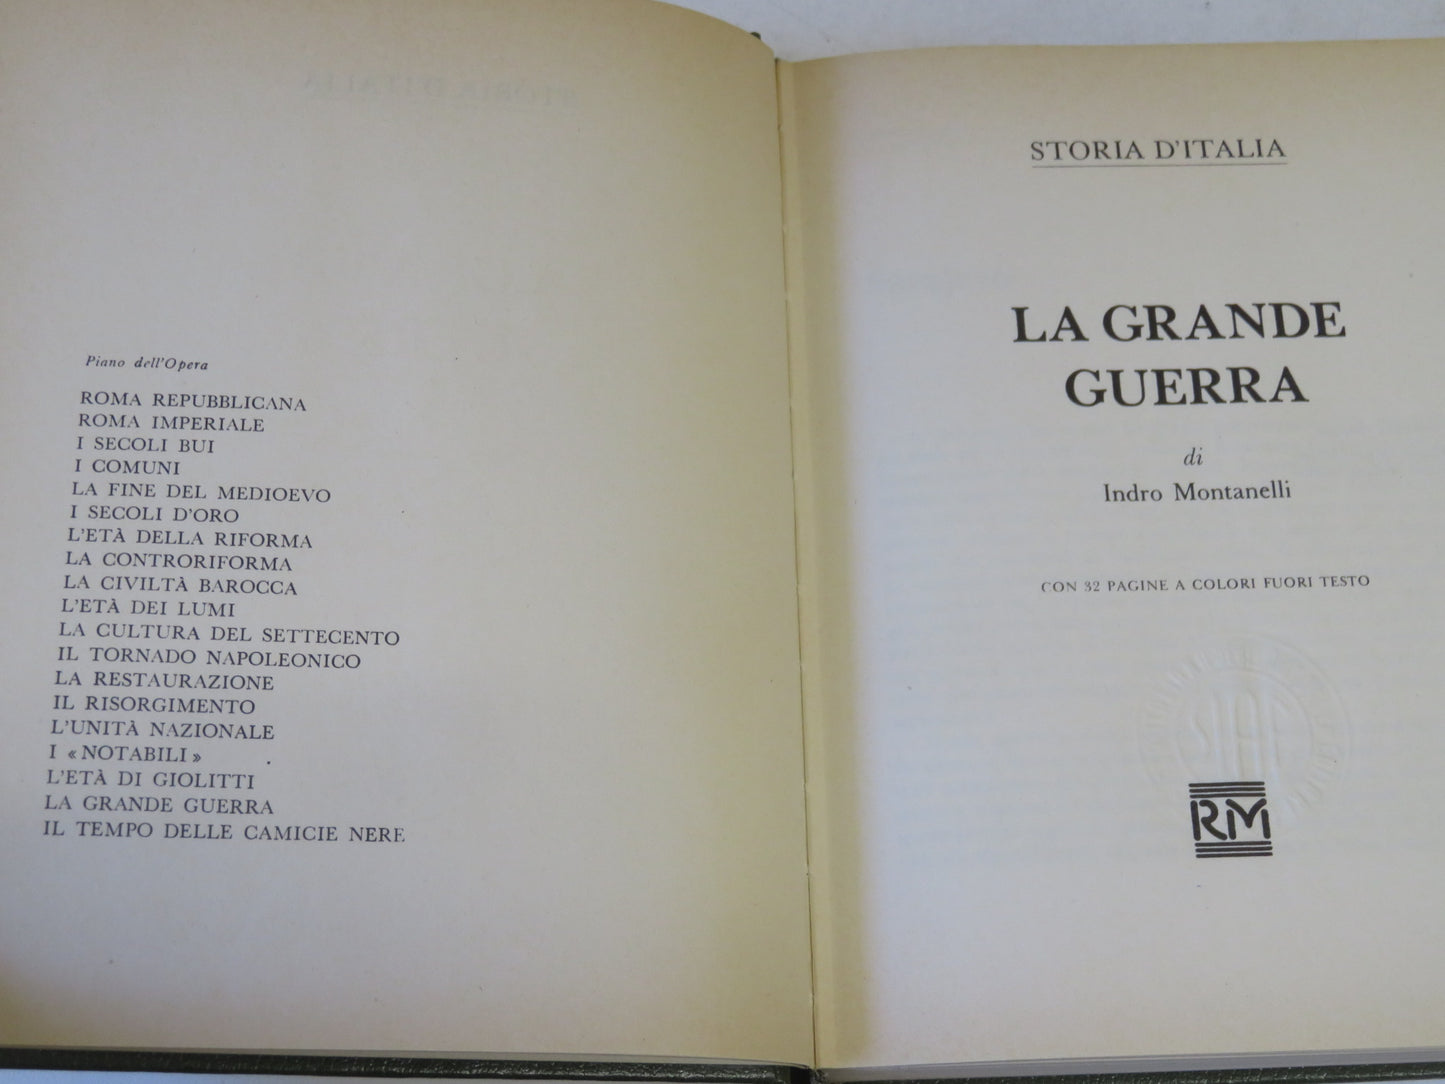 Piano dell'Opera
ROMA REPUBBLICANA
ROMA IMPERIALE
I SECOLI BUI
I COMUNI
LA FINE DEL MEDIOEVO
I SECOLI D'ORO
L'ETÀ DELLA RIFORMA
LA CONTRORIFORMA
LA CIVILTÀ BAROCCA
L'ETÀ DEI LUMI
LA CULTURA DEL SETTECENTO
IL TORNADO NAPOLEONICO
LA RESTAURAZIONE
IL RISORGIMENTO
L'UNITÀ NAZIONALE
I «NOTABILI»
L'ETÀ DI GIOLITTI
LA GRANDE GUERRA
IL TEMPO DELLE CAMICIE NERE
STORIA D'ITALIA
LA GRANDE
GUERRA
di
Indro Montanelli
CON 32 PAGINE A COLORI FUORI TESTO
RM